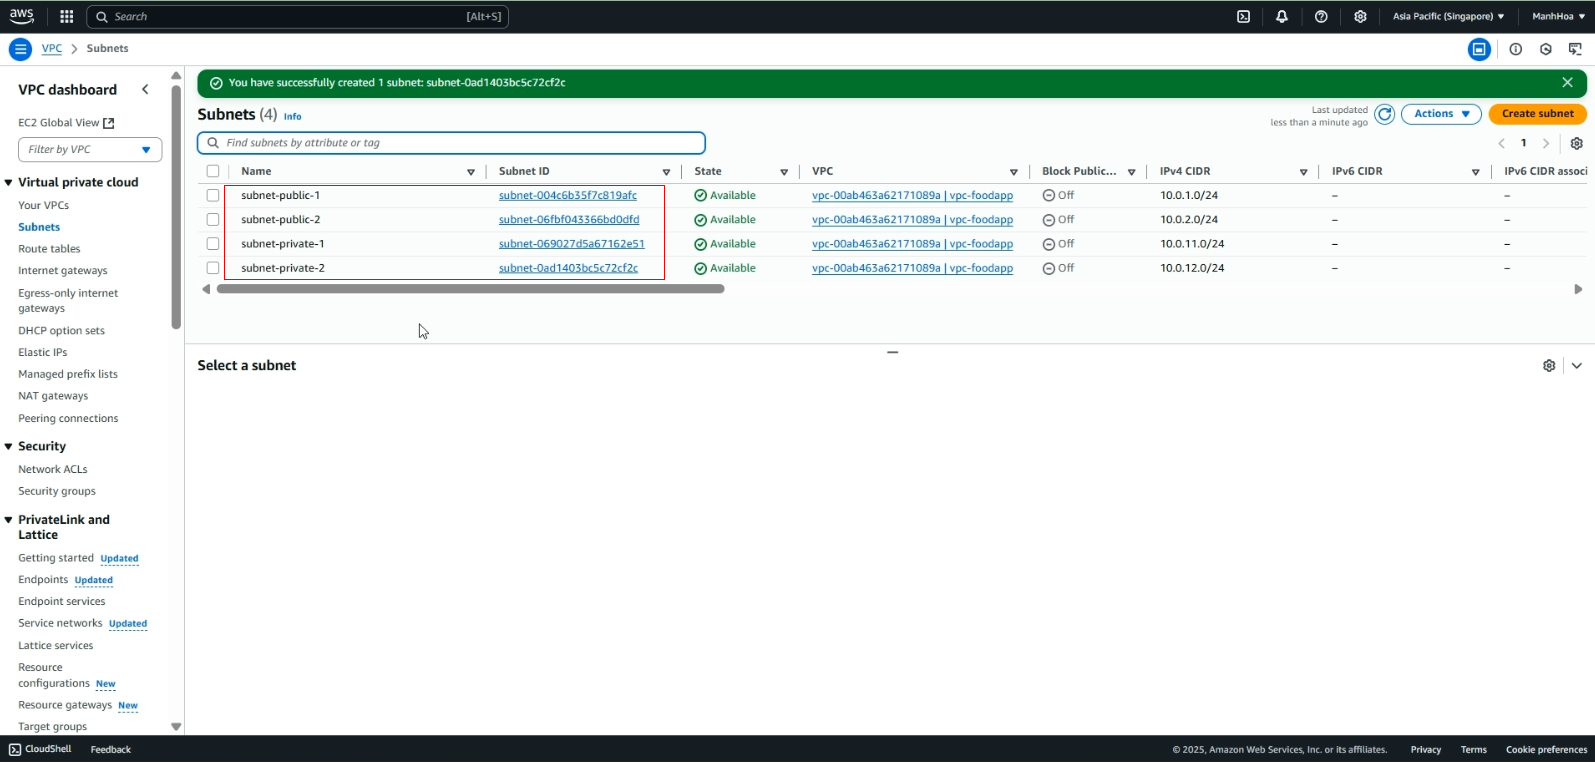 aws Search [Alt+S] Asia Pacific (Singapore) ManhHoa
VPC > Subnets
VPC dashboard
EC2 Global View
Filter by VPC
Virtual private cloud
Your VPCs
Subnets
Route tables
Internet gateways
Egress-only internet
gateways
DHCP option sets
Elastic IPs
Managed prefix lists
NAT gateways
Peering connections
Security
Network ACLs
Security groups
PrivateLink and
Lattice
Getting started Updated
Endpoints Updated
Endpoint services
Service networks Updated
Lattice services
Resource
configurations New
Resource gateways New
Target groups
You have successfully created 1 subnet: subnet-0ad1403bc5c72cf2c
Subnets (4) Info
Last updated
less than a minute ago
Actions
Create subnet
Find subnets by attribute or tag
1
Name Subnet ID State VPC Block Public... IPv4 CIDR IPv6 CIDR IPv6 CIDR associ
subnet-public-1 subnet-004c6b35f7c819afc Available vpc-00ab463a62171089a | vpc-foodapp Off 10.0.1.0/24 – –
subnet-public-2 subnet-06fbf043366bd0dfd Available vpc-00ab463a62171089a | vpc-foodapp Off 10.0.2.0/24 – –
subnet-private-1 subnet-069027d5a67162e51 Available vpc-00ab463a62171089a | vpc-foodapp Off 10.0.11.0/24 – –
subnet-private-2 subnet-0ad1403bc5c72cf2c Available vpc-00ab463a62171089a | vpc-foodapp Off 10.0.12.0/24 – –
Select a subnet
CloudShell Feedback © 2025, Amazon Web Services, Inc. or its affiliates. Privacy Terms Cookie preferences